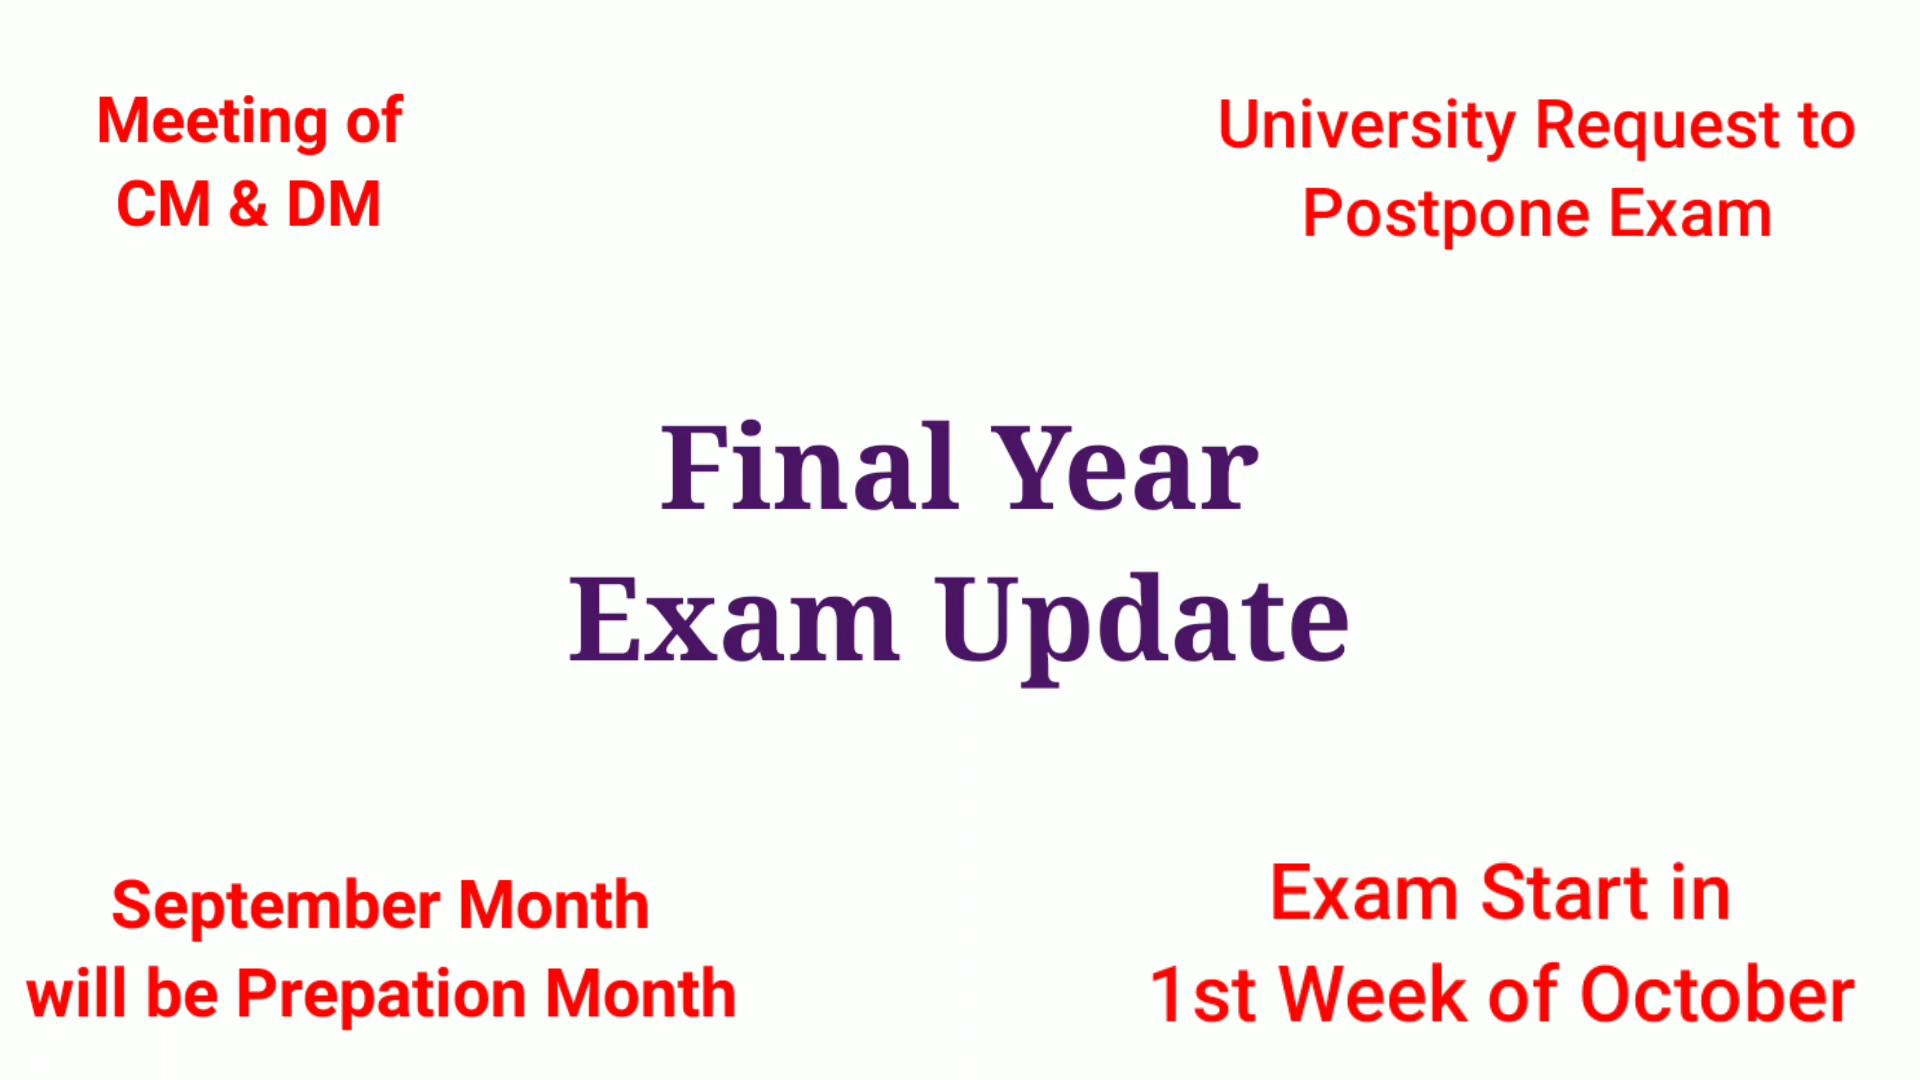 Meeting of
CM & DM
University Request to
Postpone Exam
Final Year
Exam Update
September Month
will be Prepation Month
Exam Start in
1st Week of October